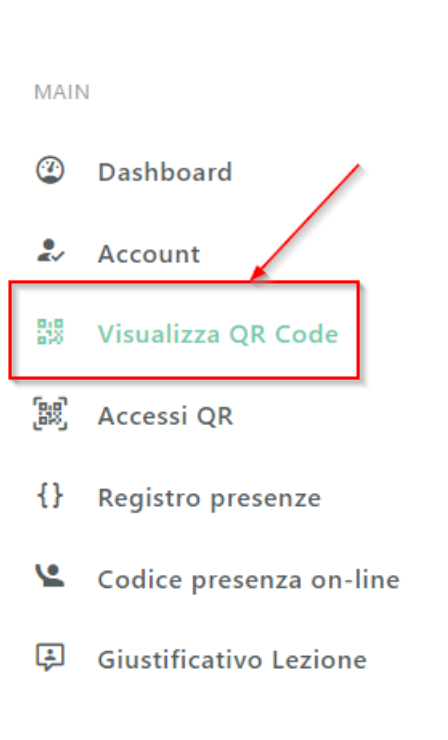 MAIN
Dashboard
Account
Visualizza QR Code
Accessi QR
Registro presenze
Codice presenza on-line
Giustificativo Lezione